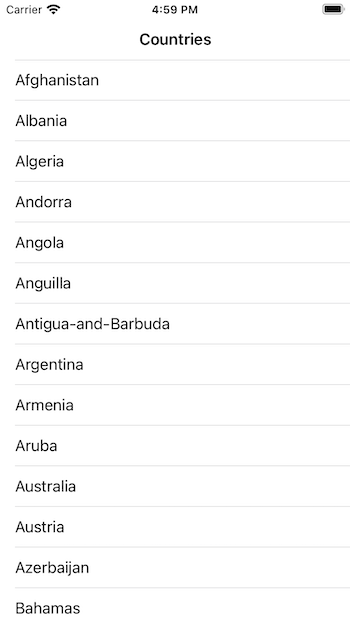 Carrier 4:59 PM
Countries
Afghanistan
Albania
Algeria
Andorra
Angola
Anguilla
Antigua-and-Barbuda
Argentina
Armenia
Aruba
Australia
Austria
Azerbaijan
Bahamas